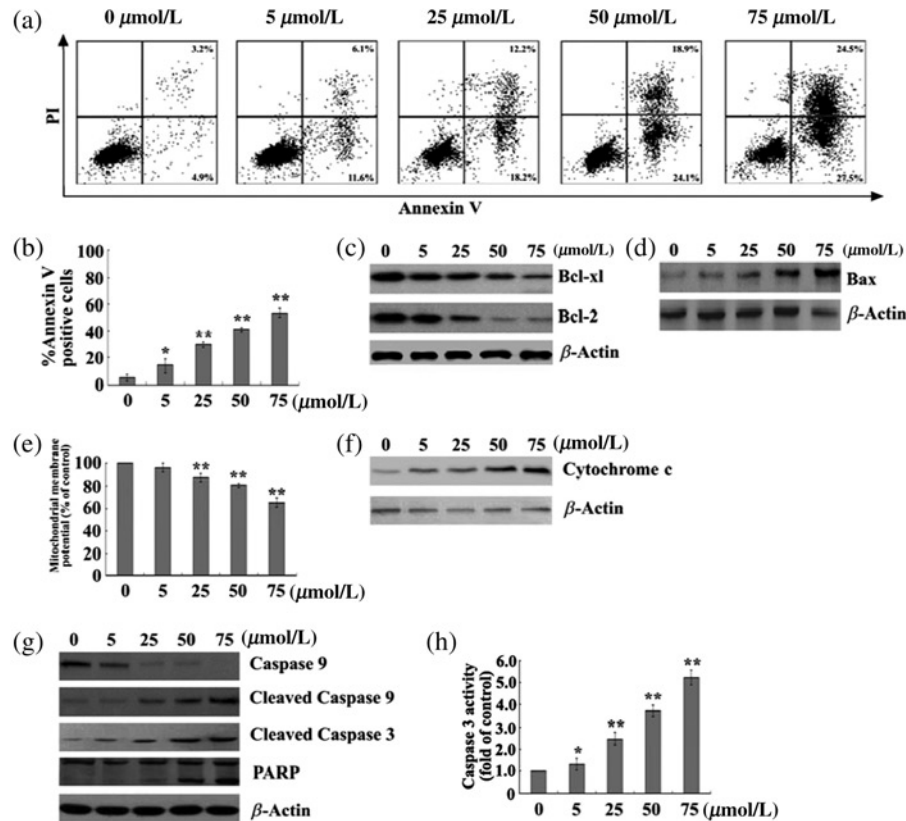 (a)
0 μmol/L 5 μmol/L 25 μmol/L 50 μmol/L 75 μmol/L
3.2% 6.1% 12.2% 18.9% 24.5%
PI
4.9% 11.6% 18.2% 24.1% 27.5%
Annexin V
(b)
%Annexin V
positive cells
100
80
60
40
20
0
* ** ** **
0 5 25 50 75 (μmol/L)
(c)
0 5 25 50 75 (μmol/L)
Bcl-xl
Bcl-2
β-Actin
(d)
0 5 25 50 75 (μmol/L)
Bax
β-Actin
(e)
Mitochondrial membrane
potential (% of control)
100
80
60
40
20
0
** ** **
0 5 25 50 75 (μmol/L)
(f)
0 5 25 50 75 (μmol/L)
Cytochrome c
β-Actin
(g)
0 5 25 50 75 (μmol/L)
Caspase 9
Cleaved Caspase 9
Cleaved Caspase 3
PARP
β-Actin
(h)
Caspase 3 activity
(fold of control)
6.0
5.0
4.0
3.0
2.0
1.0
0
* ** ** **
0 5 25 50 75 (μmol/L)